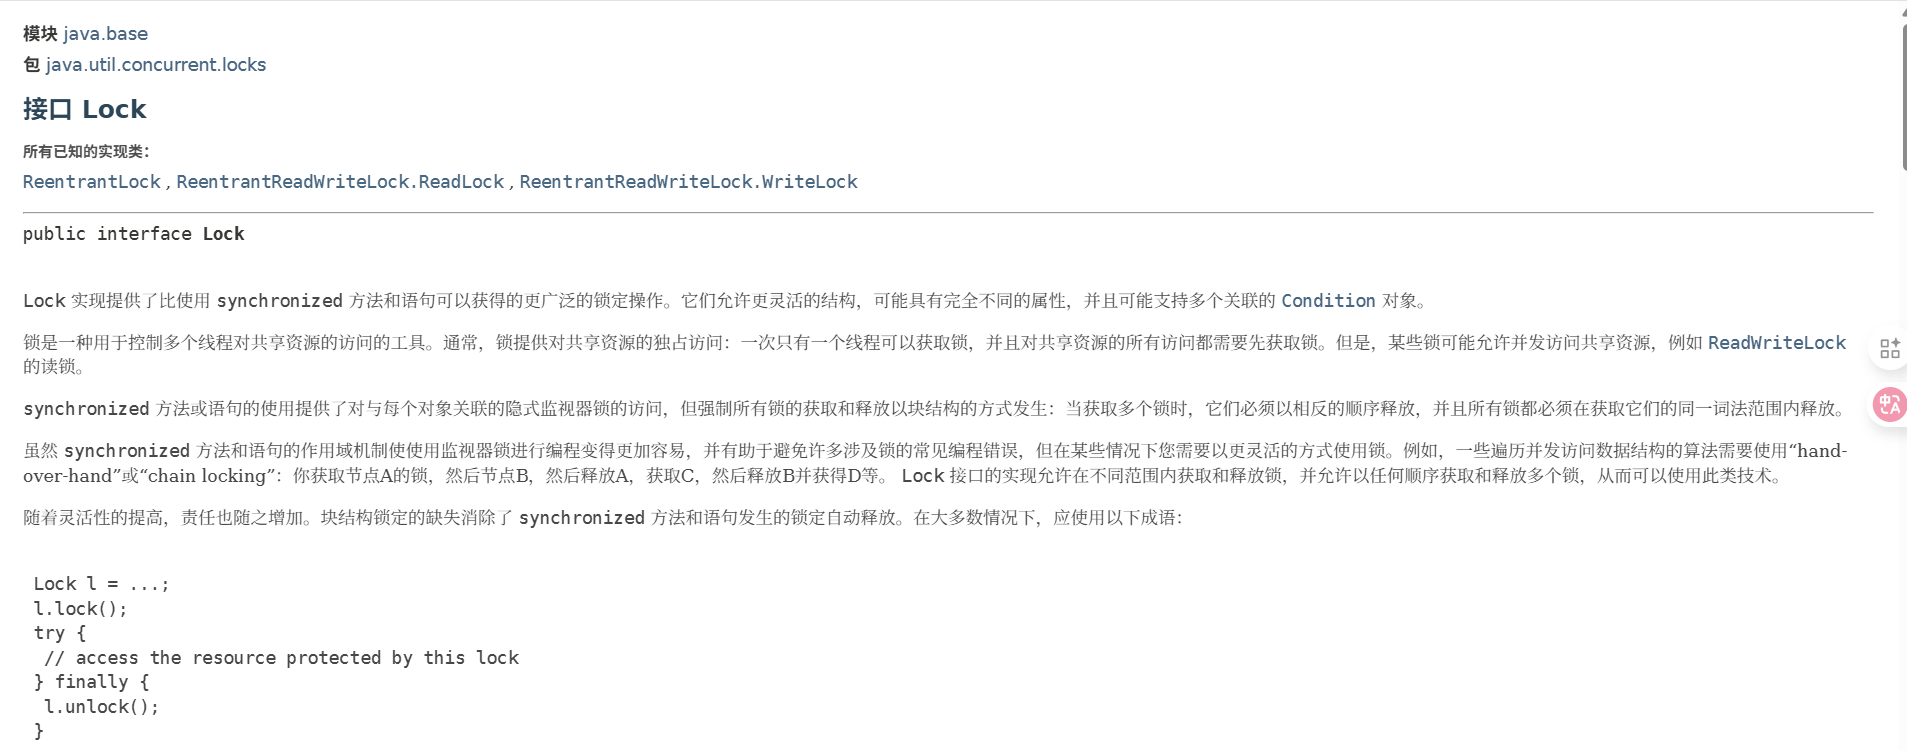 模块 java.base
包 java.util.concurrent.locks
接口 Lock
所有已知的实现类：
ReentrantLock , ReentrantReadWriteLock.ReadLock , ReentrantReadWriteLock.WriteLock
public interface Lock
Lock 实现提供了比使用 synchronized 方法和语句可以获得的更广泛的锁定操作。它们允许更灵活的结构，可能具有完全不同的属性，并且可能支持多个关联的 Condition 对象。
锁是一种用于控制多个线程对共享资源的访问的工具。通常，锁提供对共享资源的独占访问：一次只有一个线程可以获取锁，并且对共享资源的所有访问都需要先获取锁。但是，某些锁可能允许并发访问共享资源，例如 ReadWriteLock
的读锁。
synchronized 方法或语句的使用提供了对与每个对象关联的隐式监视器锁的访问，但强制所有锁的获取和释放以块结构的方式发生：当获取多个锁时，它们必须以相反的顺序释放，并且所有锁都必须在获取它们的同一词法范围内释放。
虽然 synchronized 方法和语句的作用域机制使使用监视器锁进行编程变得更加容易，并有助于避免许多涉及锁的常见编程错误，但在某些情况下您需要以更灵活的方式使用锁。例如，一些遍历并发访问数据结构的算法需要使用“hand-
over-hand”或“chain locking”：你获取节点A的锁，然后节点B，然后释放A，获取C，然后释放B并获得D等。 Lock 接口的实现允许在不同范围内获取和释放锁，并允许以任何顺序获取和释放多个锁，从而可以使用此类技术。
随着灵活性的提高，责任也随之增加。块结构锁定的缺失消除了 synchronized 方法和语句发生的锁定自动释放。在大多数情况下，应使用以下成语：
Lock l = ...;
l.lock();
try {
// access the resource protected by this lock
} finally {
l.unlock();
}